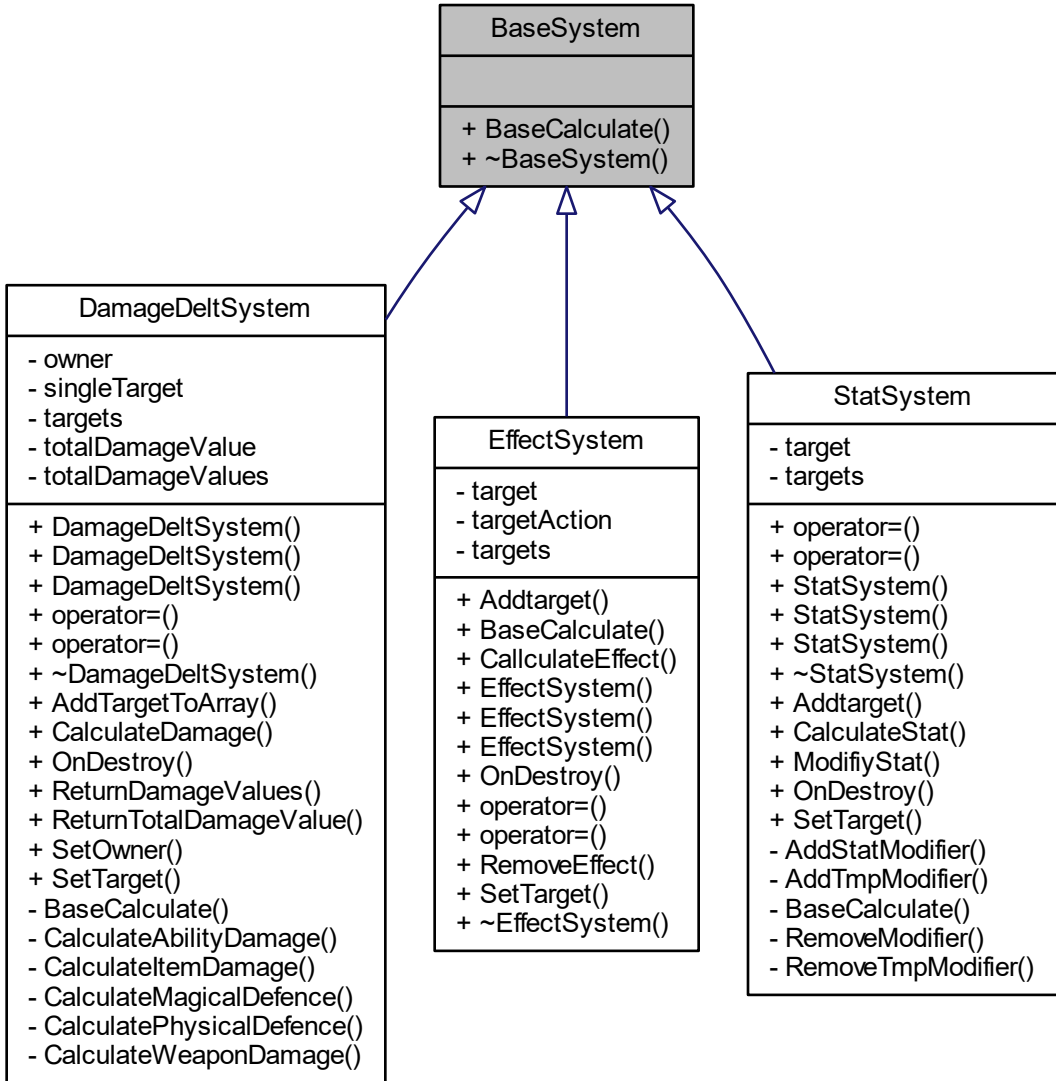 BaseSystem
+ BaseCalculate()
+ ~BaseSystem()
DamageDeltSystem
- owner
- singleTarget
- targets
- totalDamageValue
- totalDamageValues
+ DamageDeltSystem()
+ DamageDeltSystem()
+ DamageDeltSystem()
+ operator=()
+ operator=()
+ ~DamageDeltSystem()
+ AddTargetToArray()
+ CalculateDamage()
+ OnDestroy()
+ ReturnDamageValues()
+ ReturnTotalDamageValue()
+ SetOwner()
+ SetTarget()
- BaseCalculate()
- CalculateAbilityDamage()
- CalculateItemDamage()
- CalculateMagicalDefence()
- CalculatePhysicalDefence()
- CalculateWeaponDamage()
EffectSystem
- target
- targetAction
- targets
+ Addtarget()
+ BaseCalculate()
+ CallculateEffect()
+ EffectSystem()
+ EffectSystem()
+ EffectSystem()
+ OnDestroy()
+ operator=()
+ operator=()
+ RemoveEffect()
+ SetTarget()
+ ~EffectSystem()
StatSystem
- target
- targets
+ operator=()
+ operator=()
+ StatSystem()
+ StatSystem()
+ StatSystem()
+ ~StatSystem()
+ Addtarget()
+ CalculateStat()
+ ModifiyStat()
+ OnDestroy()
+ SetTarget()
- AddStatModifier()
- AddTmpModifier()
- BaseCalculate()
- RemoveModifier()
- RemoveTmpModifier()